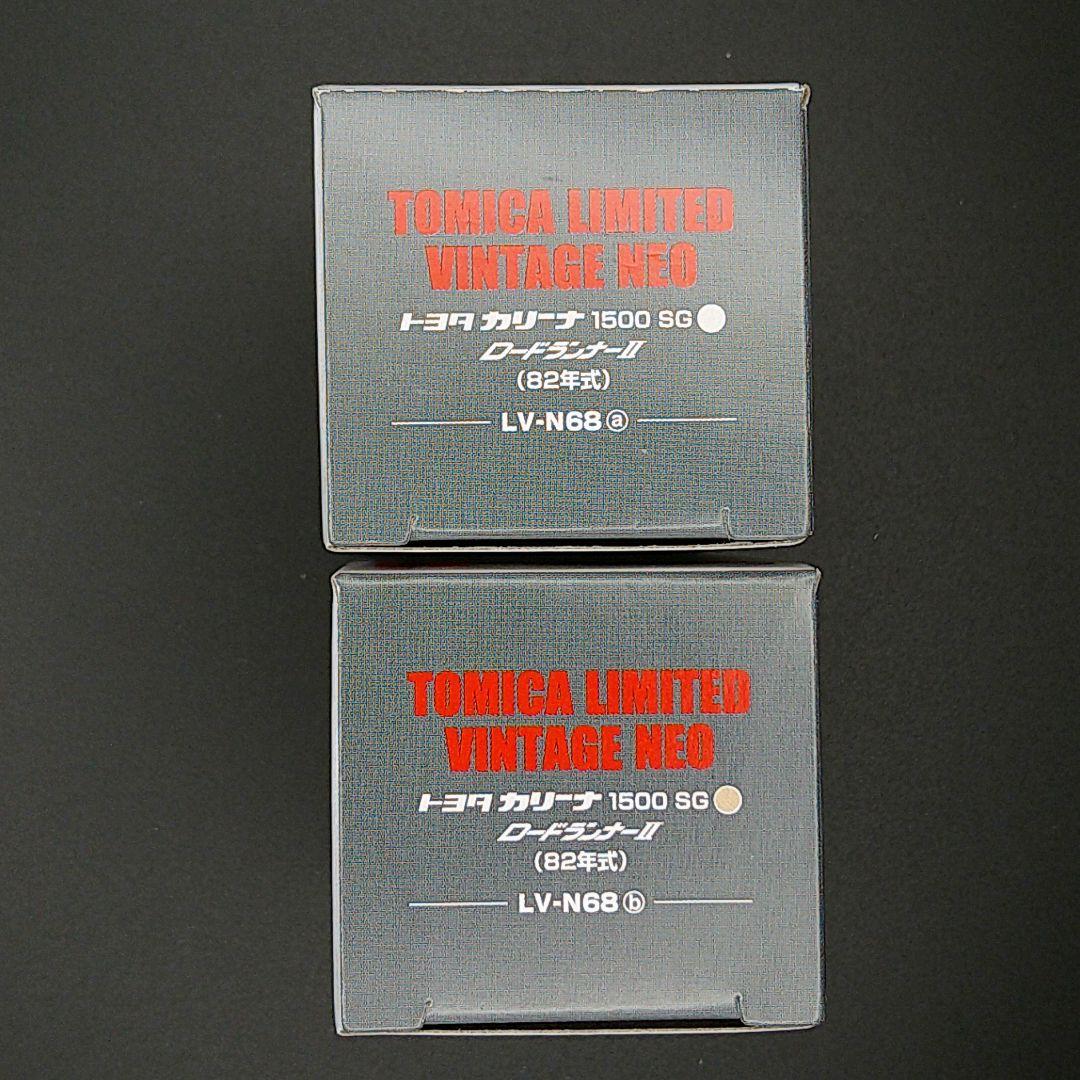 TOMICA LIMITED
VINTAGE NEO
トヨタ カリーナ 1500 SG
ロードランナーII
(82年式)
LV-N68 ⓐ
TOMICA LIMITED
VINTAGE NEO
トヨタ カリーナ 1500 SG
ロードランナーII
(82年式)
LV-N68 ⓑ